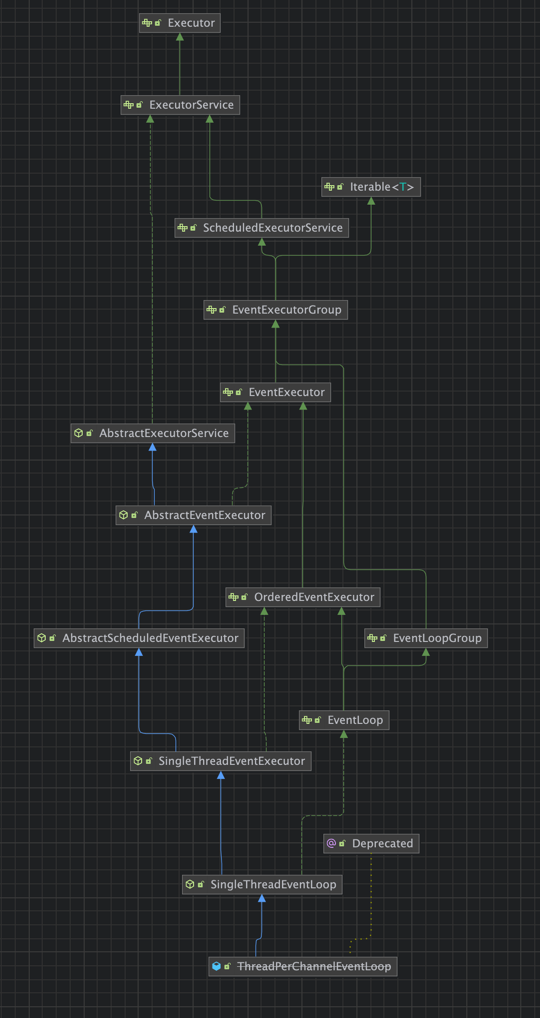 Executor
ExecutorService
Iterable<T>
ScheduledExecutorService
EventExecutorGroup
EventExecutor
AbstractExecutorService
AbstractEventExecutor
OrderedEventExecutor
AbstractScheduledEventExecutor
EventLoopGroup
EventLoop
SingleThreadEventExecutor
Deprecated
SingleThreadEventLoop
ThreadPerChannelEventLoop